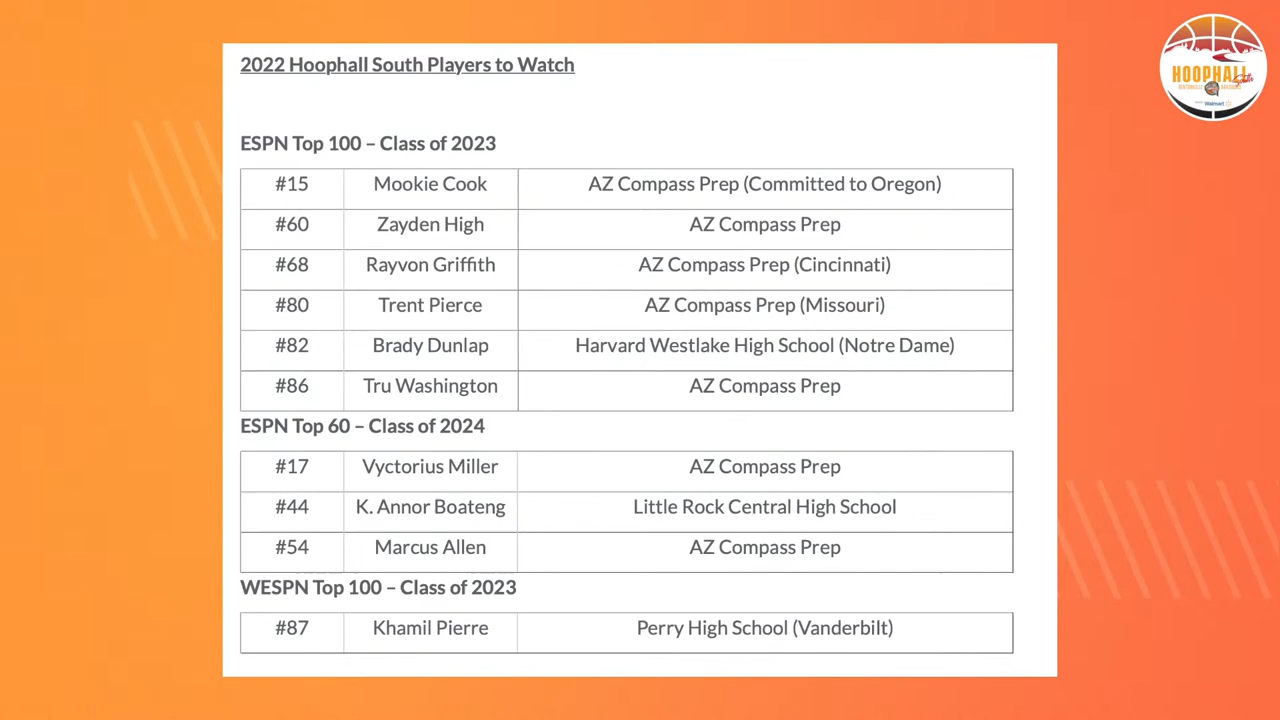 2022 Hoophall South Players to Watch
HOOPHALL
South
Walmart
ESPN Top 100 – Class of 2023
#15 Mookie Cook AZ Compass Prep (Committed to Oregon)
#60 Zayden High AZ Compass Prep
#68 Rayvon Griffith AZ Compass Prep (Cincinnati)
#80 Trent Pierce AZ Compass Prep (Missouri)
#82 Brady Dunlap Harvard Westlake High School (Notre Dame)
#86 Tru Washington AZ Compass Prep
ESPN Top 60 – Class of 2024
#17 Vyctorius Miller AZ Compass Prep
#44 K. Annor Boateng Little Rock Central High School
#54 Marcus Allen AZ Compass Prep
WESPN Top 100 – Class of 2023
#87 Khamil Pierre Perry High School (Vanderbilt)